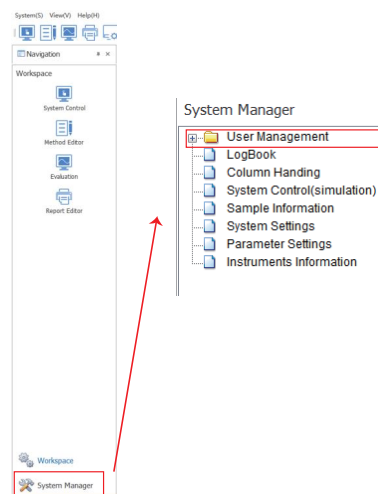 System(S) View(V) Help(H)
Navigation
Workspace
System Control
Method Editor
Evaluation
Report Editor
Workspace
System Manager
System Manager
User Management
LogBook
Column Handing
System Control(simulation)
Sample Information
System Settings
Parameter Settings
Instruments Information